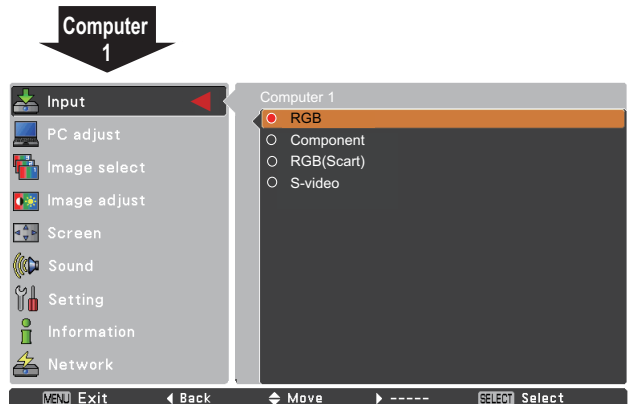 Computer
1
Input
PC adjust
Image select
Image adjust
Screen
Sound
Setting
Information
Network
Computer 1
RGB
Component
RGB(Scart)
S-video
MENU Exit Back Move ----- SELECT Select